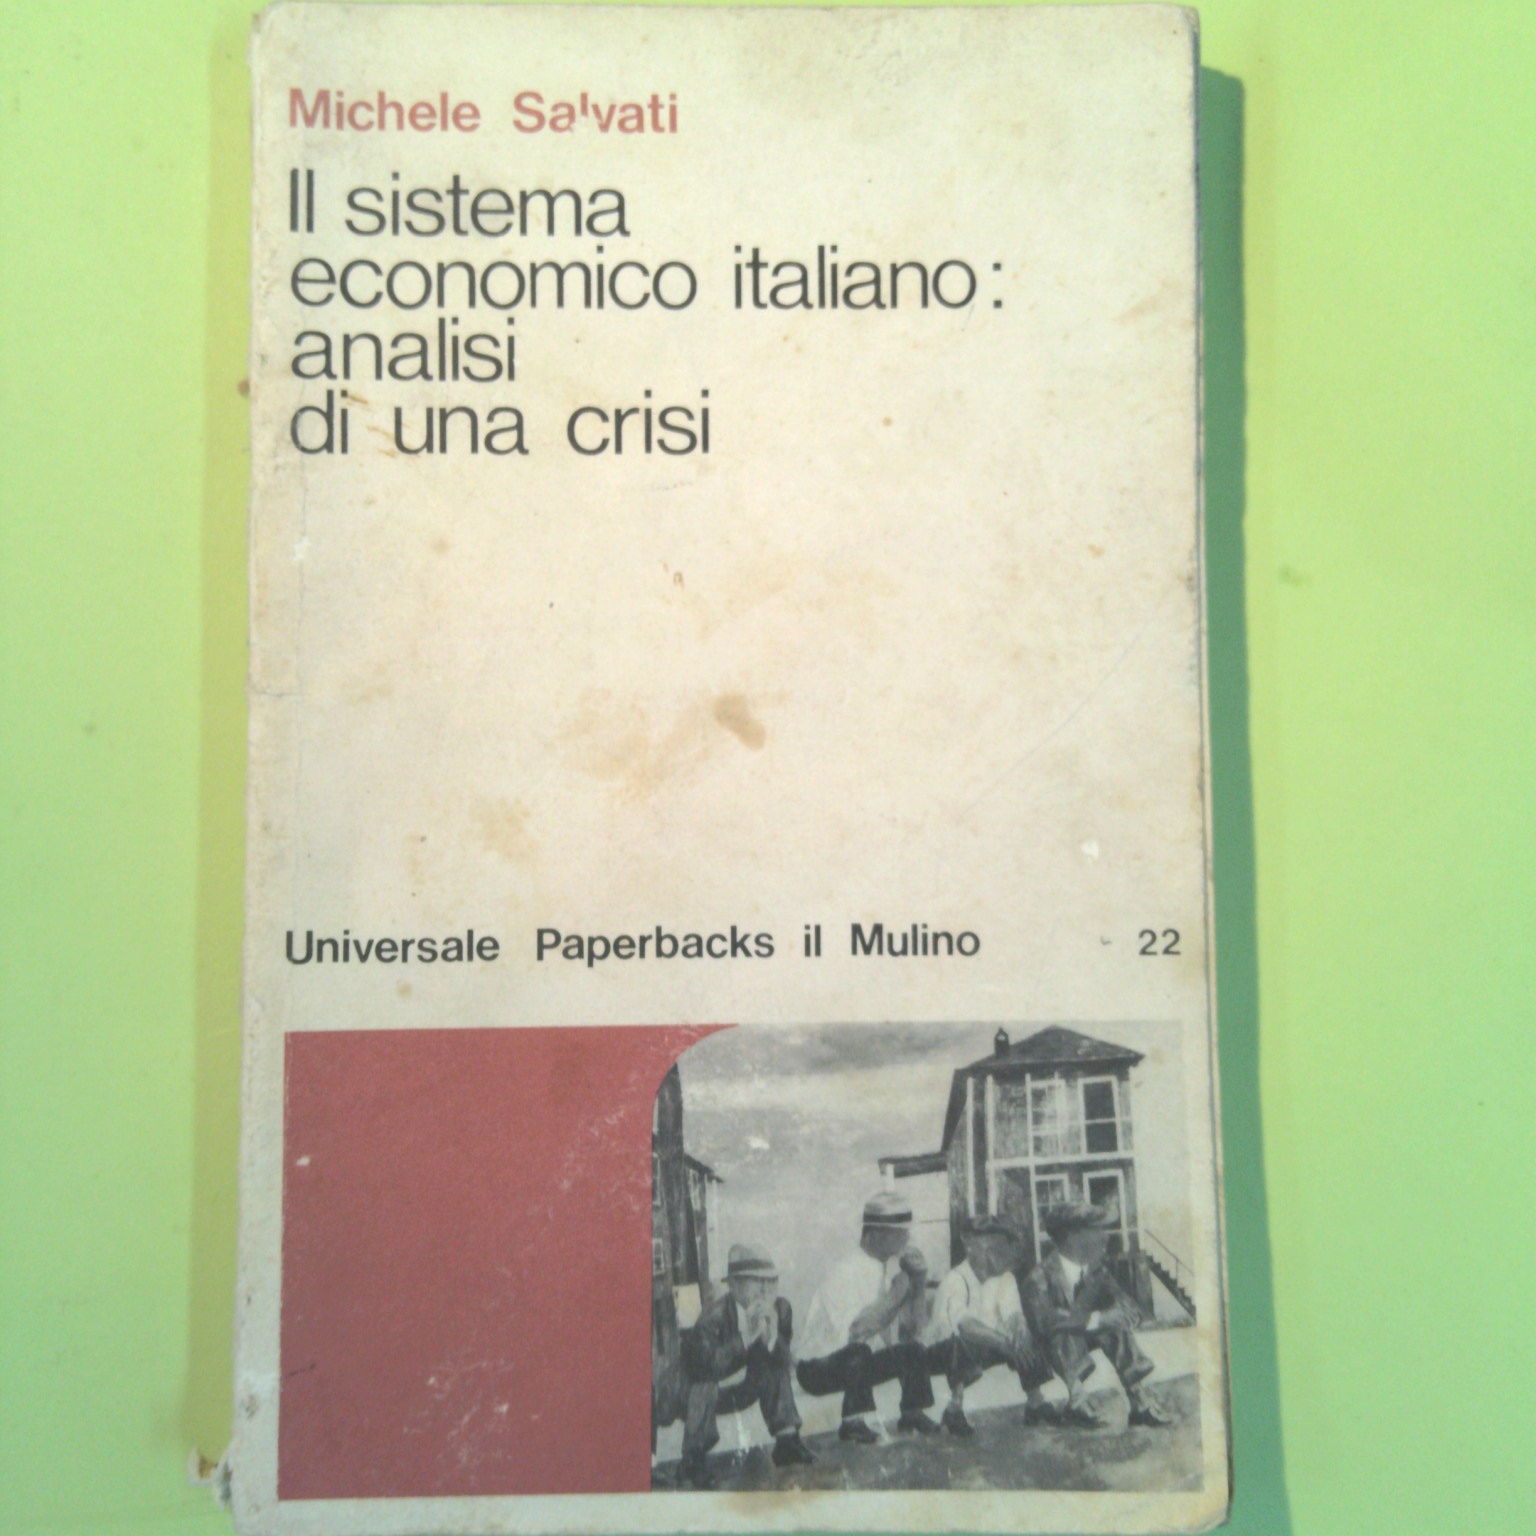 Michele Salvati
Il sistema
economico italiano:
analisi
di una crisi
Universale Paperbacks il Mulino 22